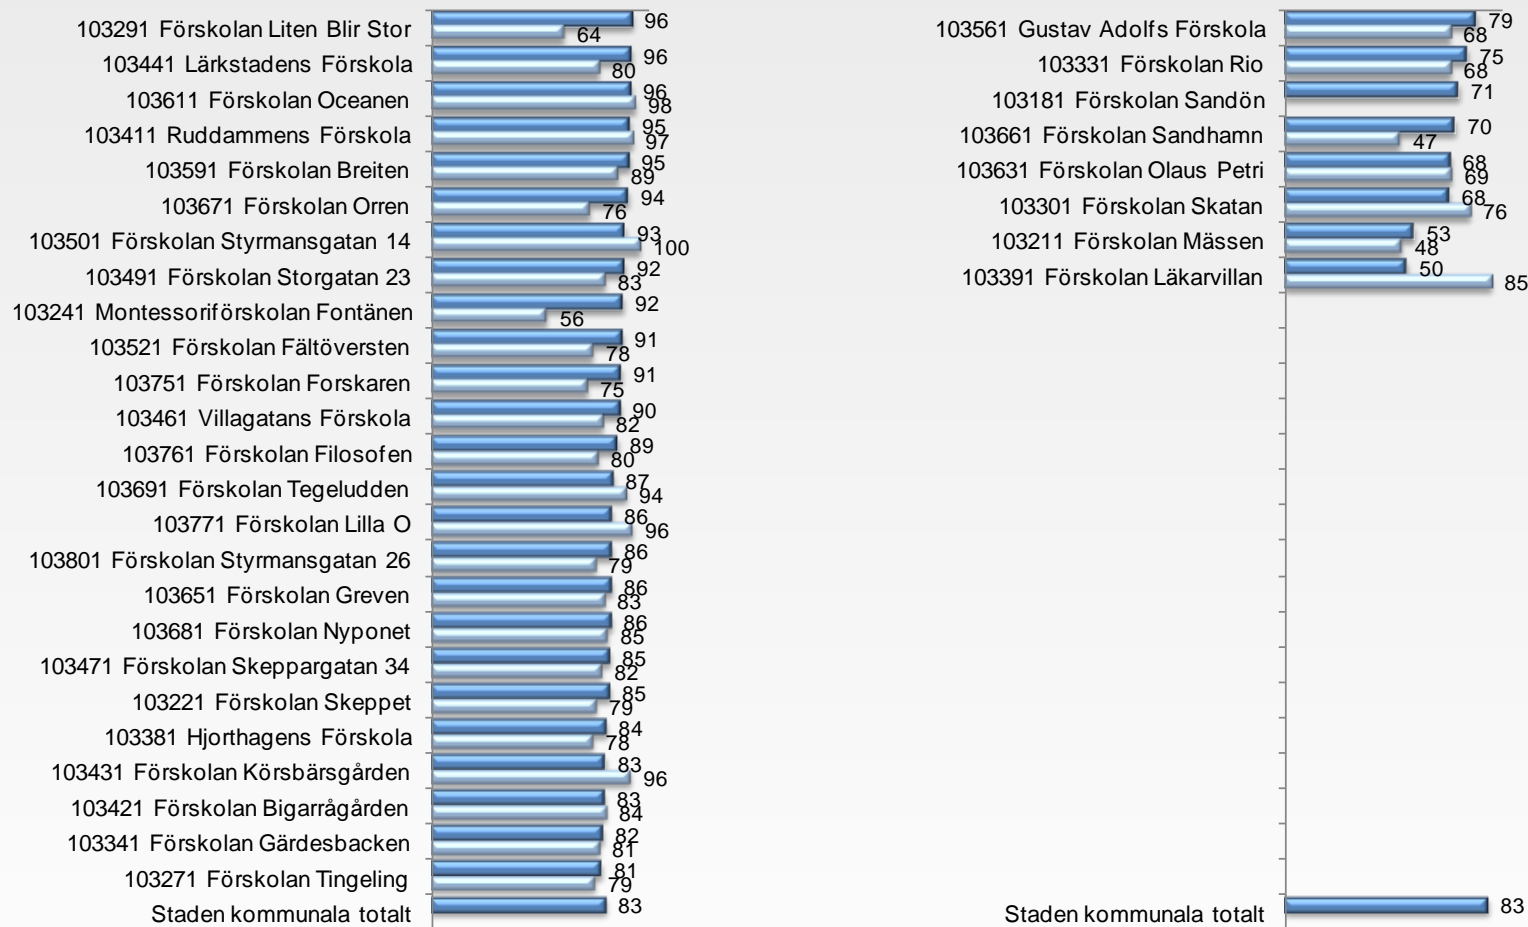 103291 Förskolan Liten Blir Stor 96 64
103441 Lärkstadens Förskola 96 80
103611 Förskolan Oceanen 96 98
103411 Ruddammens Förskola 95 97
103591 Förskolan Breiten 95 89
103671 Förskolan Orren 94 76
103501 Förskolan Styrmansgatan 14 93 100
103491 Förskolan Storgatan 23 92 83
103241 Montessoriförskolan Fontänen 92 56
103521 Förskolan Fältöversten 91 78
103751 Förskolan Forskaren 91 75
103461 Villagatans Förskola 90 82
103761 Förskolan Filosofen 89 80
103691 Förskolan Tegeludden 87 94
103771 Förskolan Lilla O 86 96
103801 Förskolan Styrmansgatan 26 86 79
103651 Förskolan Greven 86 83
103681 Förskolan Nyponet 86 85
103471 Förskolan Skeppargatan 34 85 82
103221 Förskolan Skeppet 85 79
103381 Hjorthagens Förskola 84 78
103431 Förskolan Körsbärsgården 83 96
103421 Förskolan Bigarrågården 83 84
103341 Förskolan Gärdesbacken 82 81
103271 Förskolan Tingeling 81 79
Staden kommunala totalt 83
103561 Gustav Adolfs Förskola 79 68
103331 Förskolan Rio 75 68
103181 Förskolan Sandön 71
103661 Förskolan Sandhamn 70 47
103631 Förskolan Olaus Petri 68 69
103301 Förskolan Skatan 68 76
103211 Förskolan Mässen 53 48
103391 Förskolan Läkarvillan 50 85
Staden kommunala totalt 83